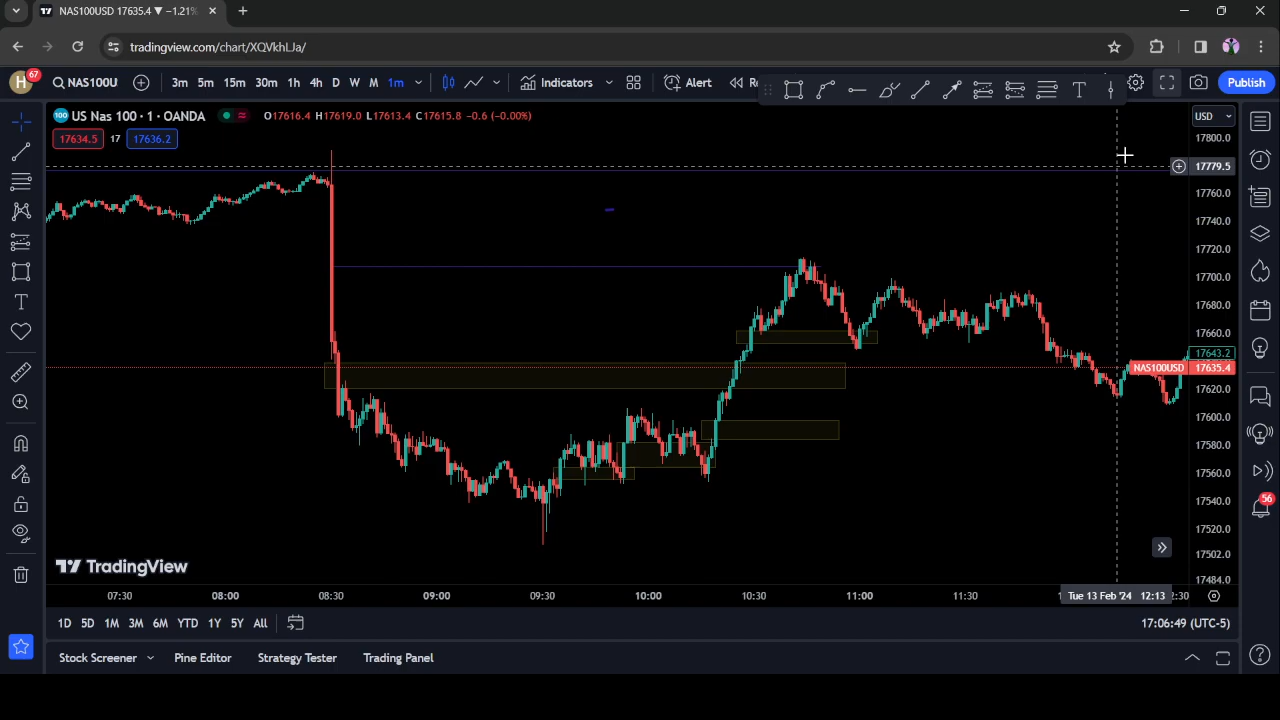 NAS100USD 17635.4 ▼ −1.21%
tradingview.com/chart/XQVkhLJa/
H 67 NAS100U 3m 5m 15m 30m 1h 4h D W M 1m Indicators Alert T Publish
100 US Nas 100 · 1 · OANDA O17616.4 H17619.0 L17613.4 C17615.8 −0.6 (−0.00%) USD
17634.5 17 17636.2
17800.0
17779.5
17760.0
17740.0
17720.0
17700.0
17680.0
17660.0
17643.2
NAS100USD 17635.4
17620.0
17600.0
17580.0
17560.0
17540.0
17520.0
17502.0
17484.0
56
TradingView
07:30 08:00 08:30 09:00 09:30 10:00 10:30 11:00 11:30 Tue 13 Feb '24 12:13
1D 5D 1M 3M 6M YTD 1Y 5Y All 17:06:49 (UTC-5)
Stock Screener Pine Editor Strategy Tester Trading Panel